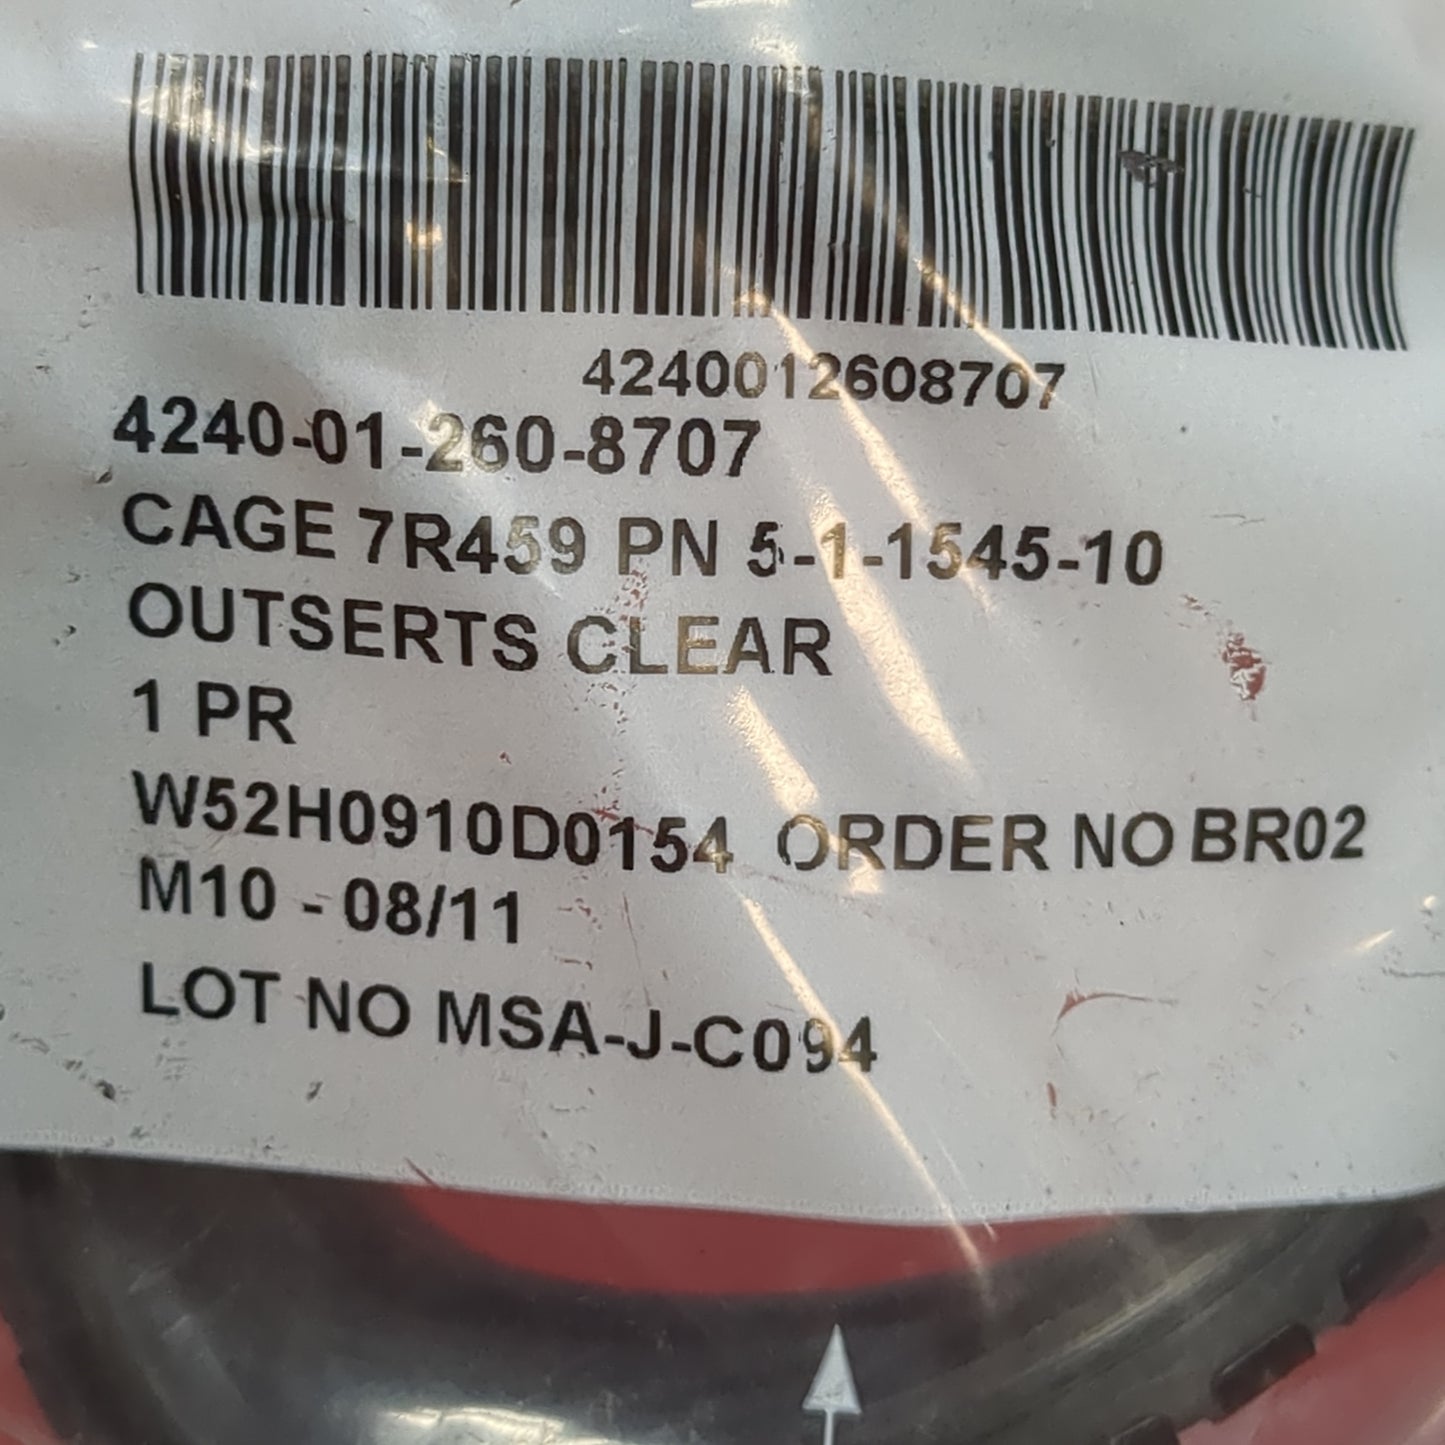 4240012608707
4240-01-260-8707
CAGE 7R459 PN 5-1-1545-10
OUTSERTS CLEAR
1 PR
W52H0910D0154 ORDER NO BR02
M10 - 08/11
LOT NO MSA-J-C094